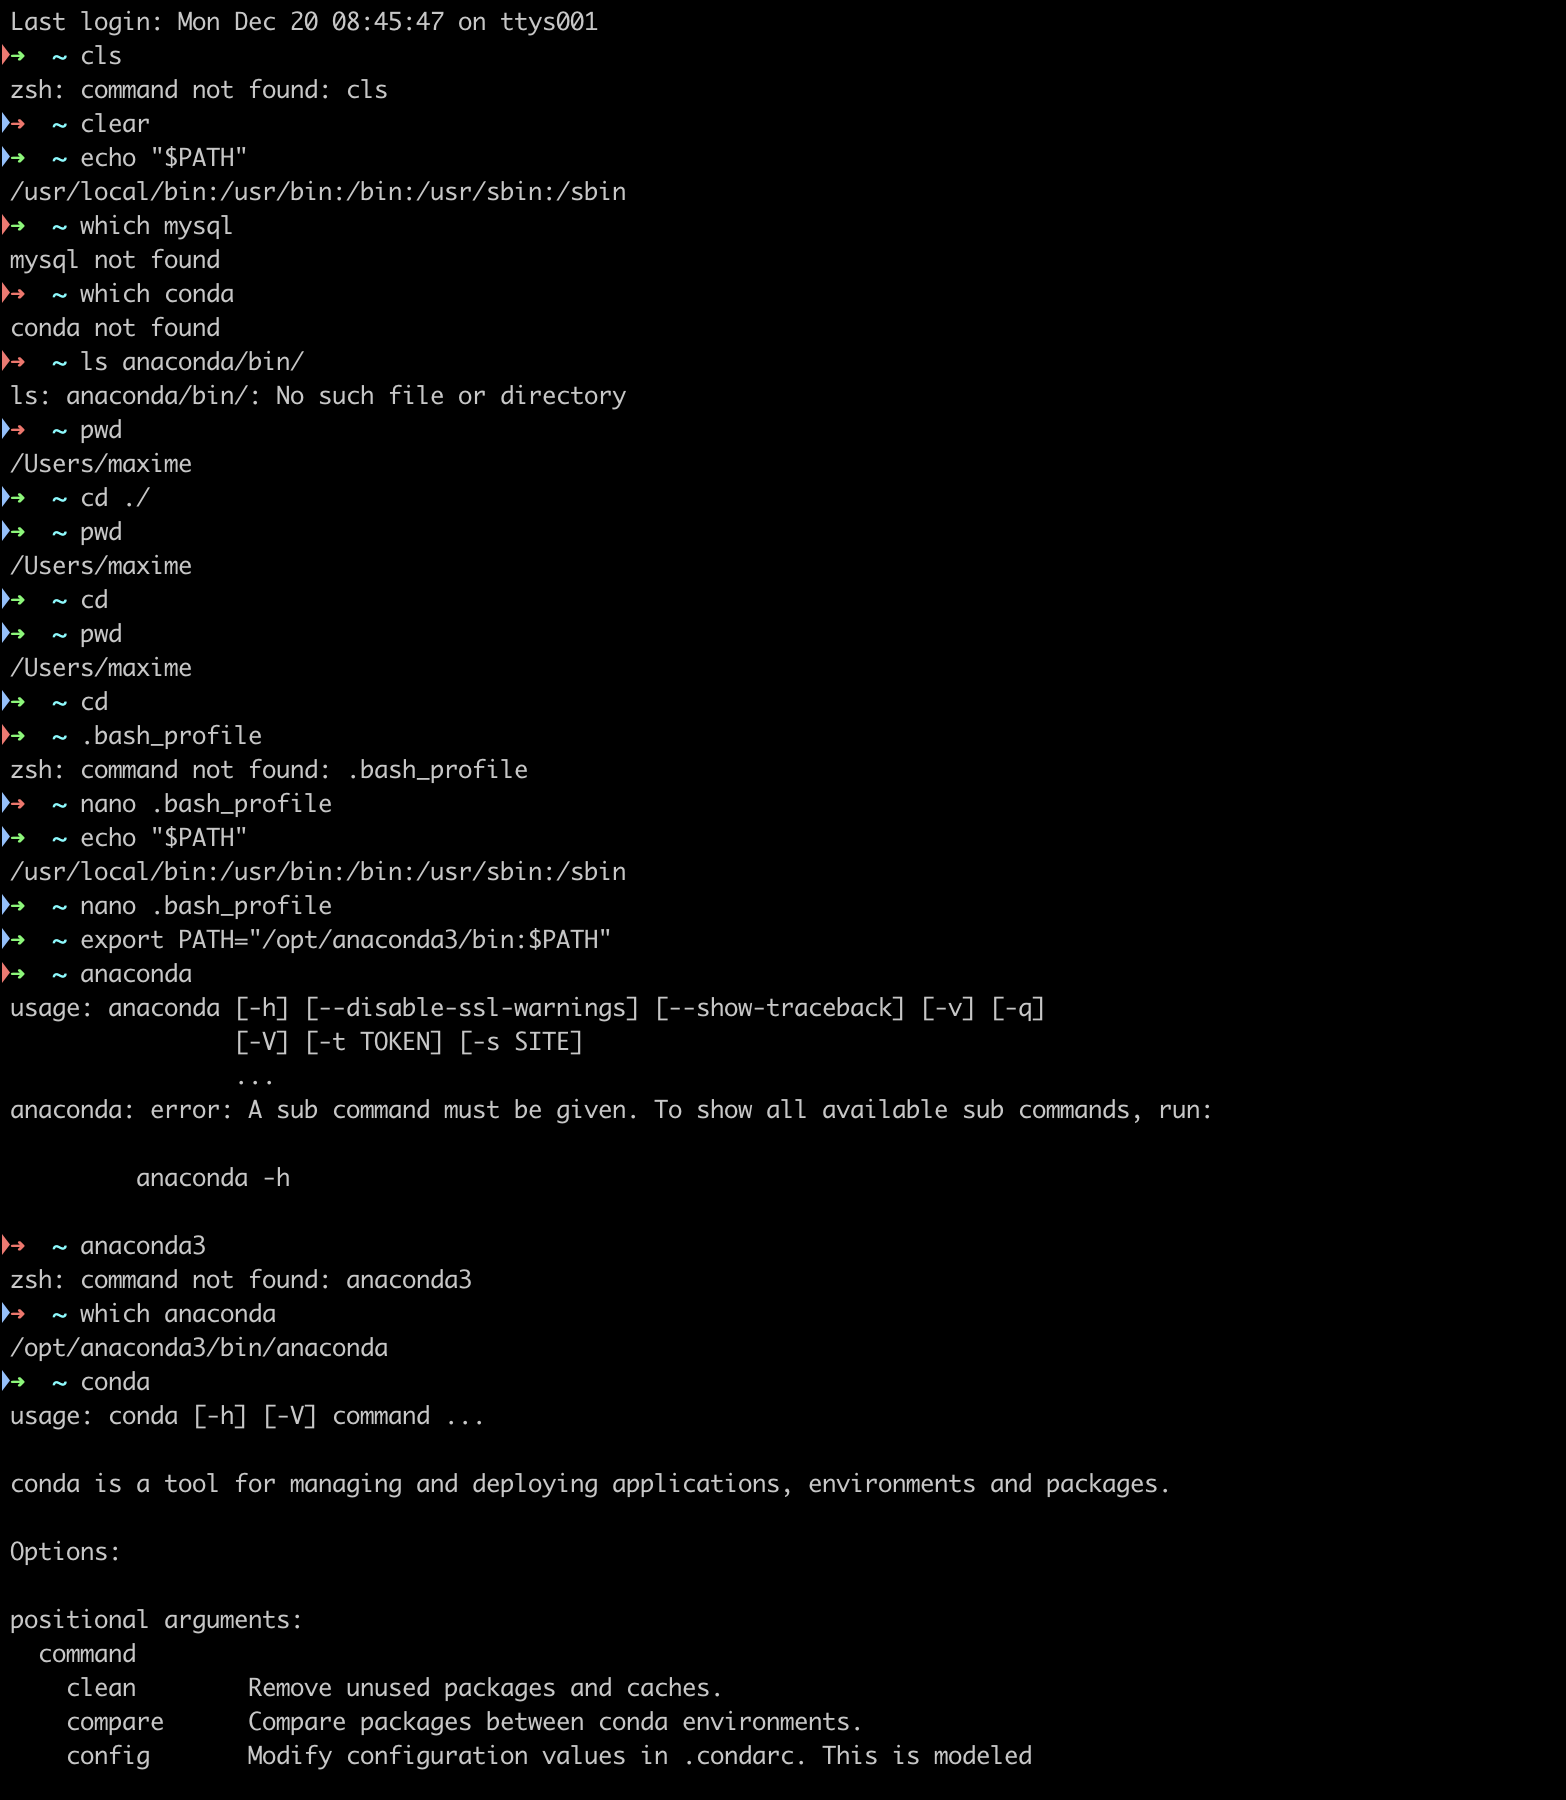 Last login: Mon Dec 20 08:45:47 on ttys001
➜  ~ cls
zsh: command not found: cls
➜  ~ clear
➜  ~ echo "$PATH"
/usr/local/bin:/usr/bin:/bin:/usr/sbin:/sbin
➜  ~ which mysql
mysql not found
➜  ~ which conda
conda not found
➜  ~ ls anaconda/bin/
ls: anaconda/bin/: No such file or directory
➜  ~ pwd
/Users/maxime
➜  ~ cd ./
➜  ~ pwd
/Users/maxime
➜  ~ cd
➜  ~ pwd
/Users/maxime
➜  ~ cd
➜  ~ .bash_profile
zsh: command not found: .bash_profile
➜  ~ nano .bash_profile
➜  ~ echo "$PATH"
/usr/local/bin:/usr/bin:/bin:/usr/sbin:/sbin
➜  ~ nano .bash_profile
➜  ~ export PATH="/opt/anaconda3/bin:$PATH"
➜  ~ anaconda
usage: anaconda [-h] [--disable-ssl-warnings] [--show-traceback] [-v] [-q]
                [-V] [-t TOKEN] [-s SITE]
                ...
anaconda: error: A sub command must be given. To show all available sub commands, run:

         anaconda -h

➜  ~ anaconda3
zsh: command not found: anaconda3
➜  ~ which anaconda
/opt/anaconda3/bin/anaconda
➜  ~ conda
usage: conda [-h] [-V] command ...

conda is a tool for managing and deploying applications, environments and packages.

Options:

positional arguments:
  command
    clean        Remove unused packages and caches.
    compare      Compare packages between conda environments.
    config       Modify configuration values in .condarc. This is modeled